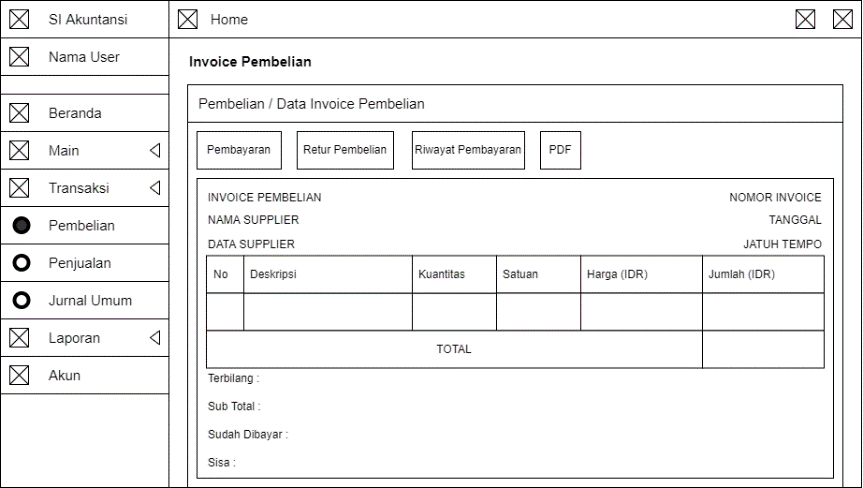 SI Akuntansi
Home
Nama User
Beranda
Main
Transaksi
Pembelian
Penjualan
Jurnal Umum
Laporan
Akun
Invoice Pembelian
Pembelian / Data Invoice Pembelian
Pembayaran Retur Pembelian Riwayat Pembayaran PDF
INVOICE PEMBELIAN NOMOR INVOICE
NAMA SUPPLIER TANGGAL
DATA SUPPLIER JATUH TEMPO
No Deskripsi Kuantitas Satuan Harga (IDR) Jumlah (IDR)
TOTAL
Terbilang :
Sub Total :
Sudah Dibayar :
Sisa :